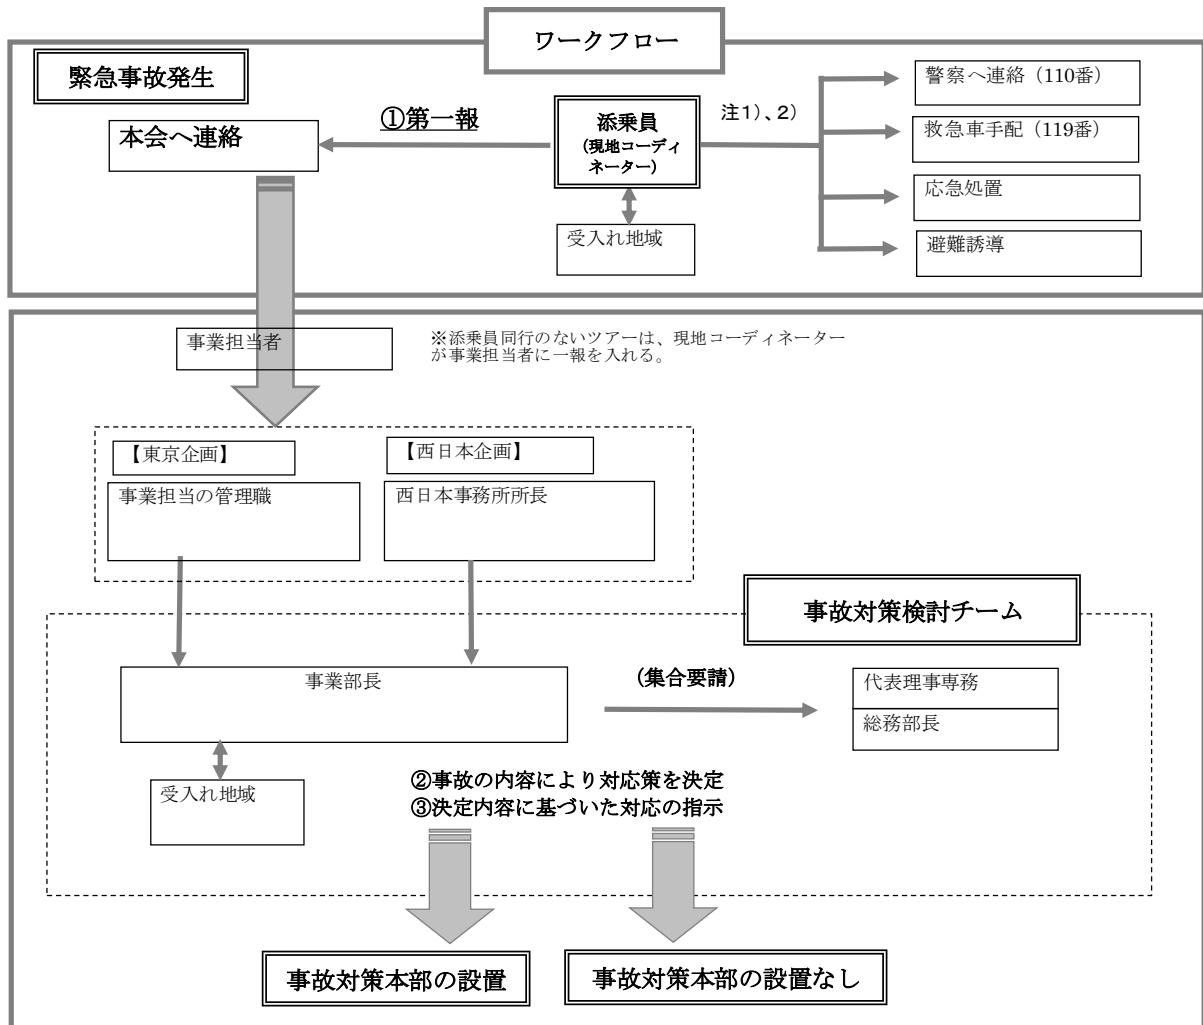 ワークフロー
緊急事故発生
本会へ連絡
①第一報
添乗員
(現地コーディ
ネーター)
注1)、2)
警察へ連絡（110番）
救急車手配（119番）
応急処置
避難誘導
受入れ地域
事業担当者
※添乗員同行のないツアーは、現地コーディネーター
が事業担当者に一報を入れる。
【東京企画】
【西日本企画】
事業担当の管理職
西日本事務所所長
事故対策検討チーム
事業部長
(集合要請)
代表理事専務
総務部長
受入れ地域
②事故の内容により対応策を決定
③決定内容に基づいた対応の指示
事故対策本部の設置
事故対策本部の設置なし